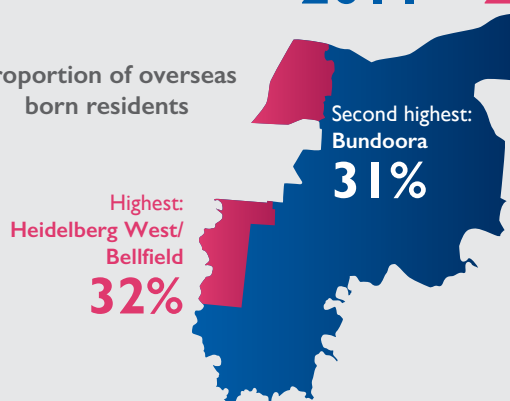 roportion of overseas
born residents
Second highest:
Bundoora
31%
Highest:
Heidelberg West/
Bellfield
32%